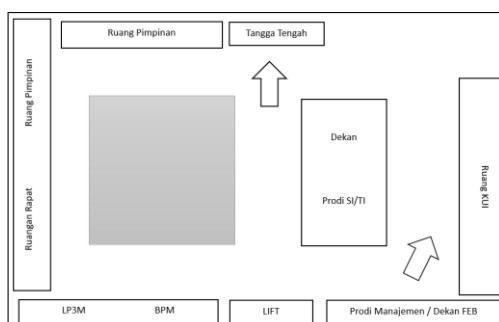 Ruang Pimpinan
Tangga Tengah
Ruang Pimpinan
Ruangan Rapat
Dekan
Prodi SI/TI
Ruang KUI
LP3M
BPM
LIFT
Prodi Manajemen / Dekan FEB